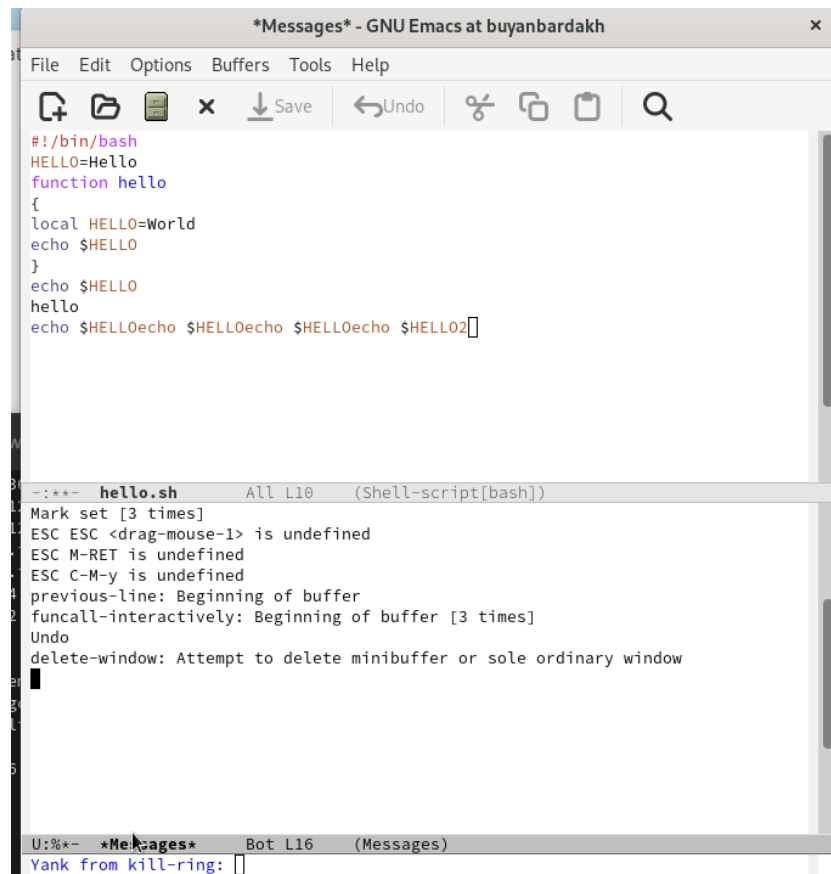 *Messages* - GNU Emacs at buyanbardakh ×
File Edit Options Buffers Tools Help
Save Undo
#!/bin/bash
HELLO=Hello
function hello
{
local HELLO=World
echo $HELLO
}
echo $HELLO
hello
echo $HELLOecho $HELLOecho $HELLOecho $HELLO2
-:**- hello.sh All L10 (Shell-script[bash])
Mark set [3 times]
ESC ESC <drag-mouse-1> is undefined
ESC M-RET is undefined
ESC C-M-y is undefined
previous-line: Beginning of buffer
funcall-interactively: Beginning of buffer [3 times]
Undo
delete-window: Attempt to delete minibuffer or sole ordinary window
U:%*- *Messages* Bot L16 (Messages)
Yank from kill-ring: